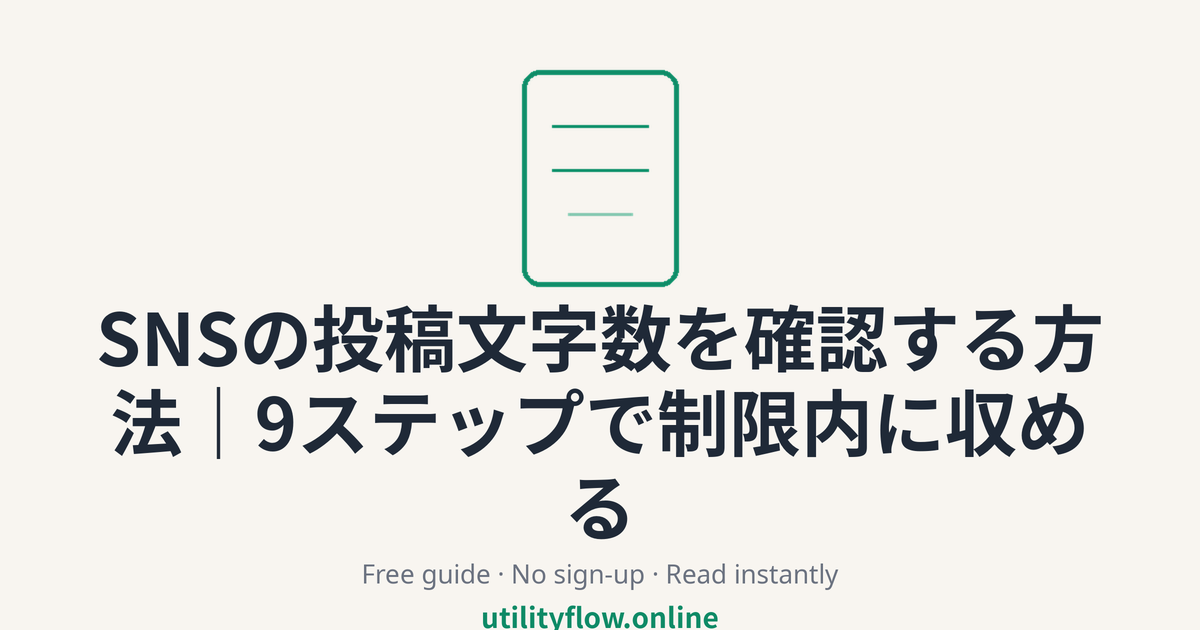 SNSの投稿文字数を確認する方
法｜9ステップで制限内に収め
る
Free guide · No sign-up · Read instantly
utilityflow.online